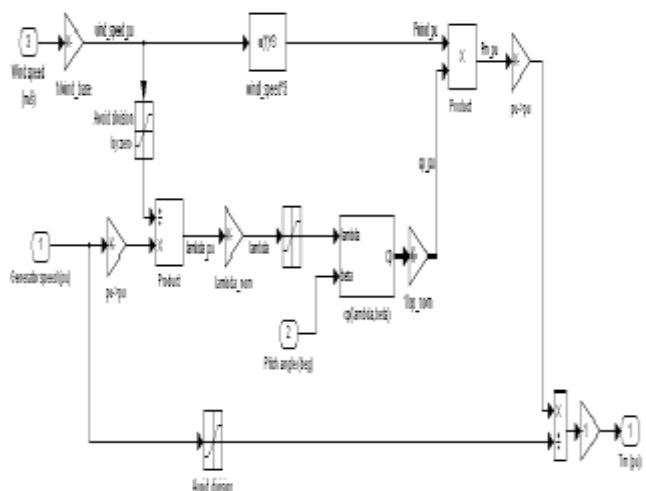 3
Wind speed
(m/s)
wind_speed_pu
1/wind_base
u(1)^3
wind_speed^3
Pwind_pu
X
Product
Pm_pu
pu->pu
Avoid division
by zero
cp_pu
÷
X
Product
lambda_pu
lambda_nom
lambda
lambda
beta
cp
cp(lambda,beta)
1/cp_nom
1
Generator speed (pu)
pu->pu
2
Pitch angle (deg)
Avoid division
X
÷
-1
1
Tm (pu)